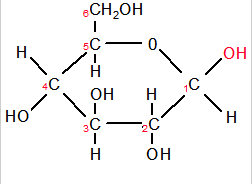 6 CH₂OH
5 C O
H H OH
4 C C 1
HO OH H H
3 C C 2
H OH